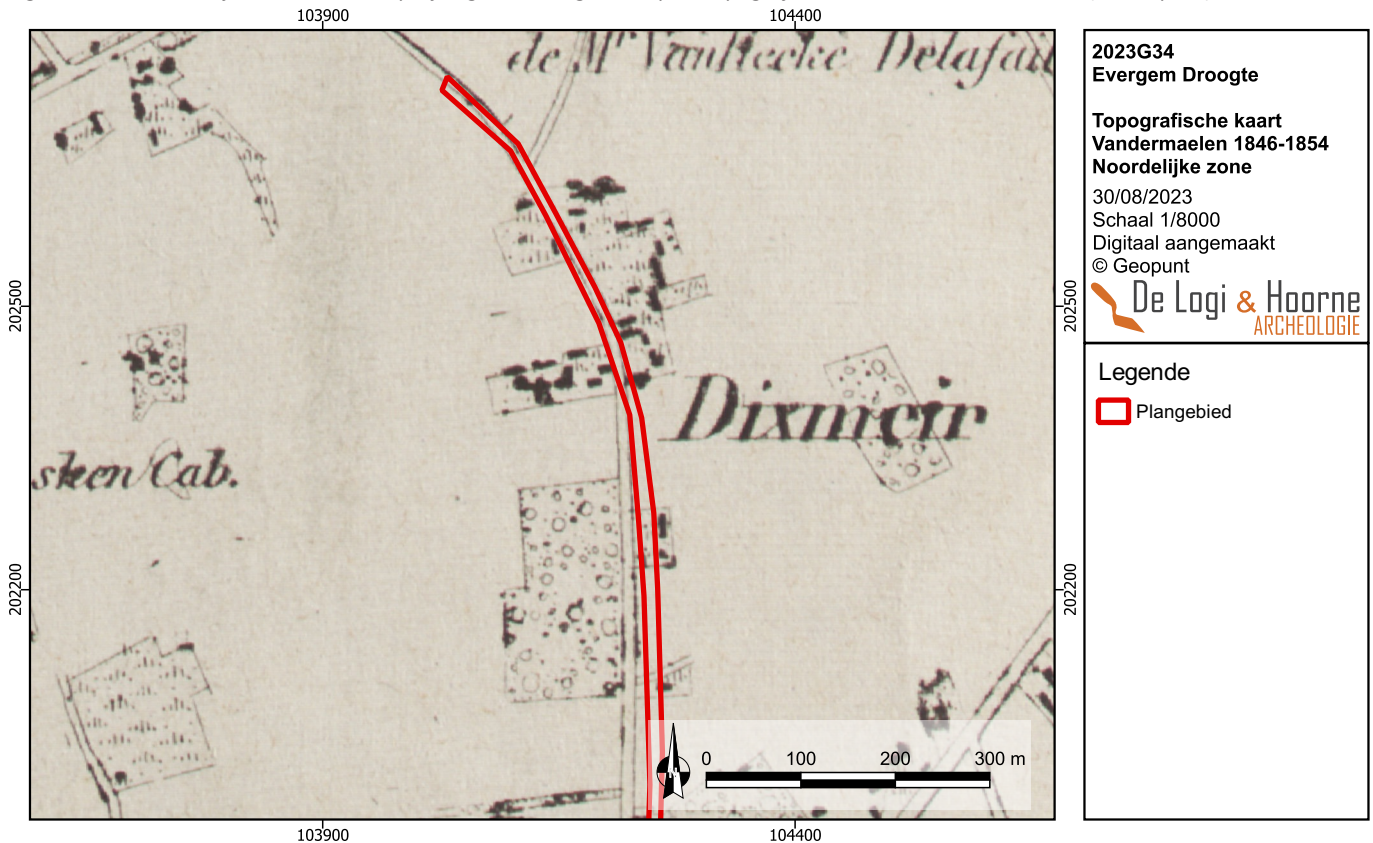 103900
104400
de Mr Vanhecke Delafail
202500
202500
Dixmeir
sken Cab.
202200
202200
N
0 100 200 300 m
103900
104400
2023G34
Evergem Droogte
Topografische kaart
Vandermaelen 1846-1854
Noordelijke zone
30/08/2023
Schaal 1/8000
Digitaal aangemaakt
© Geopunt
De Logi & Hoorne
ARCHEOLOGIE
Legende
Plangebied